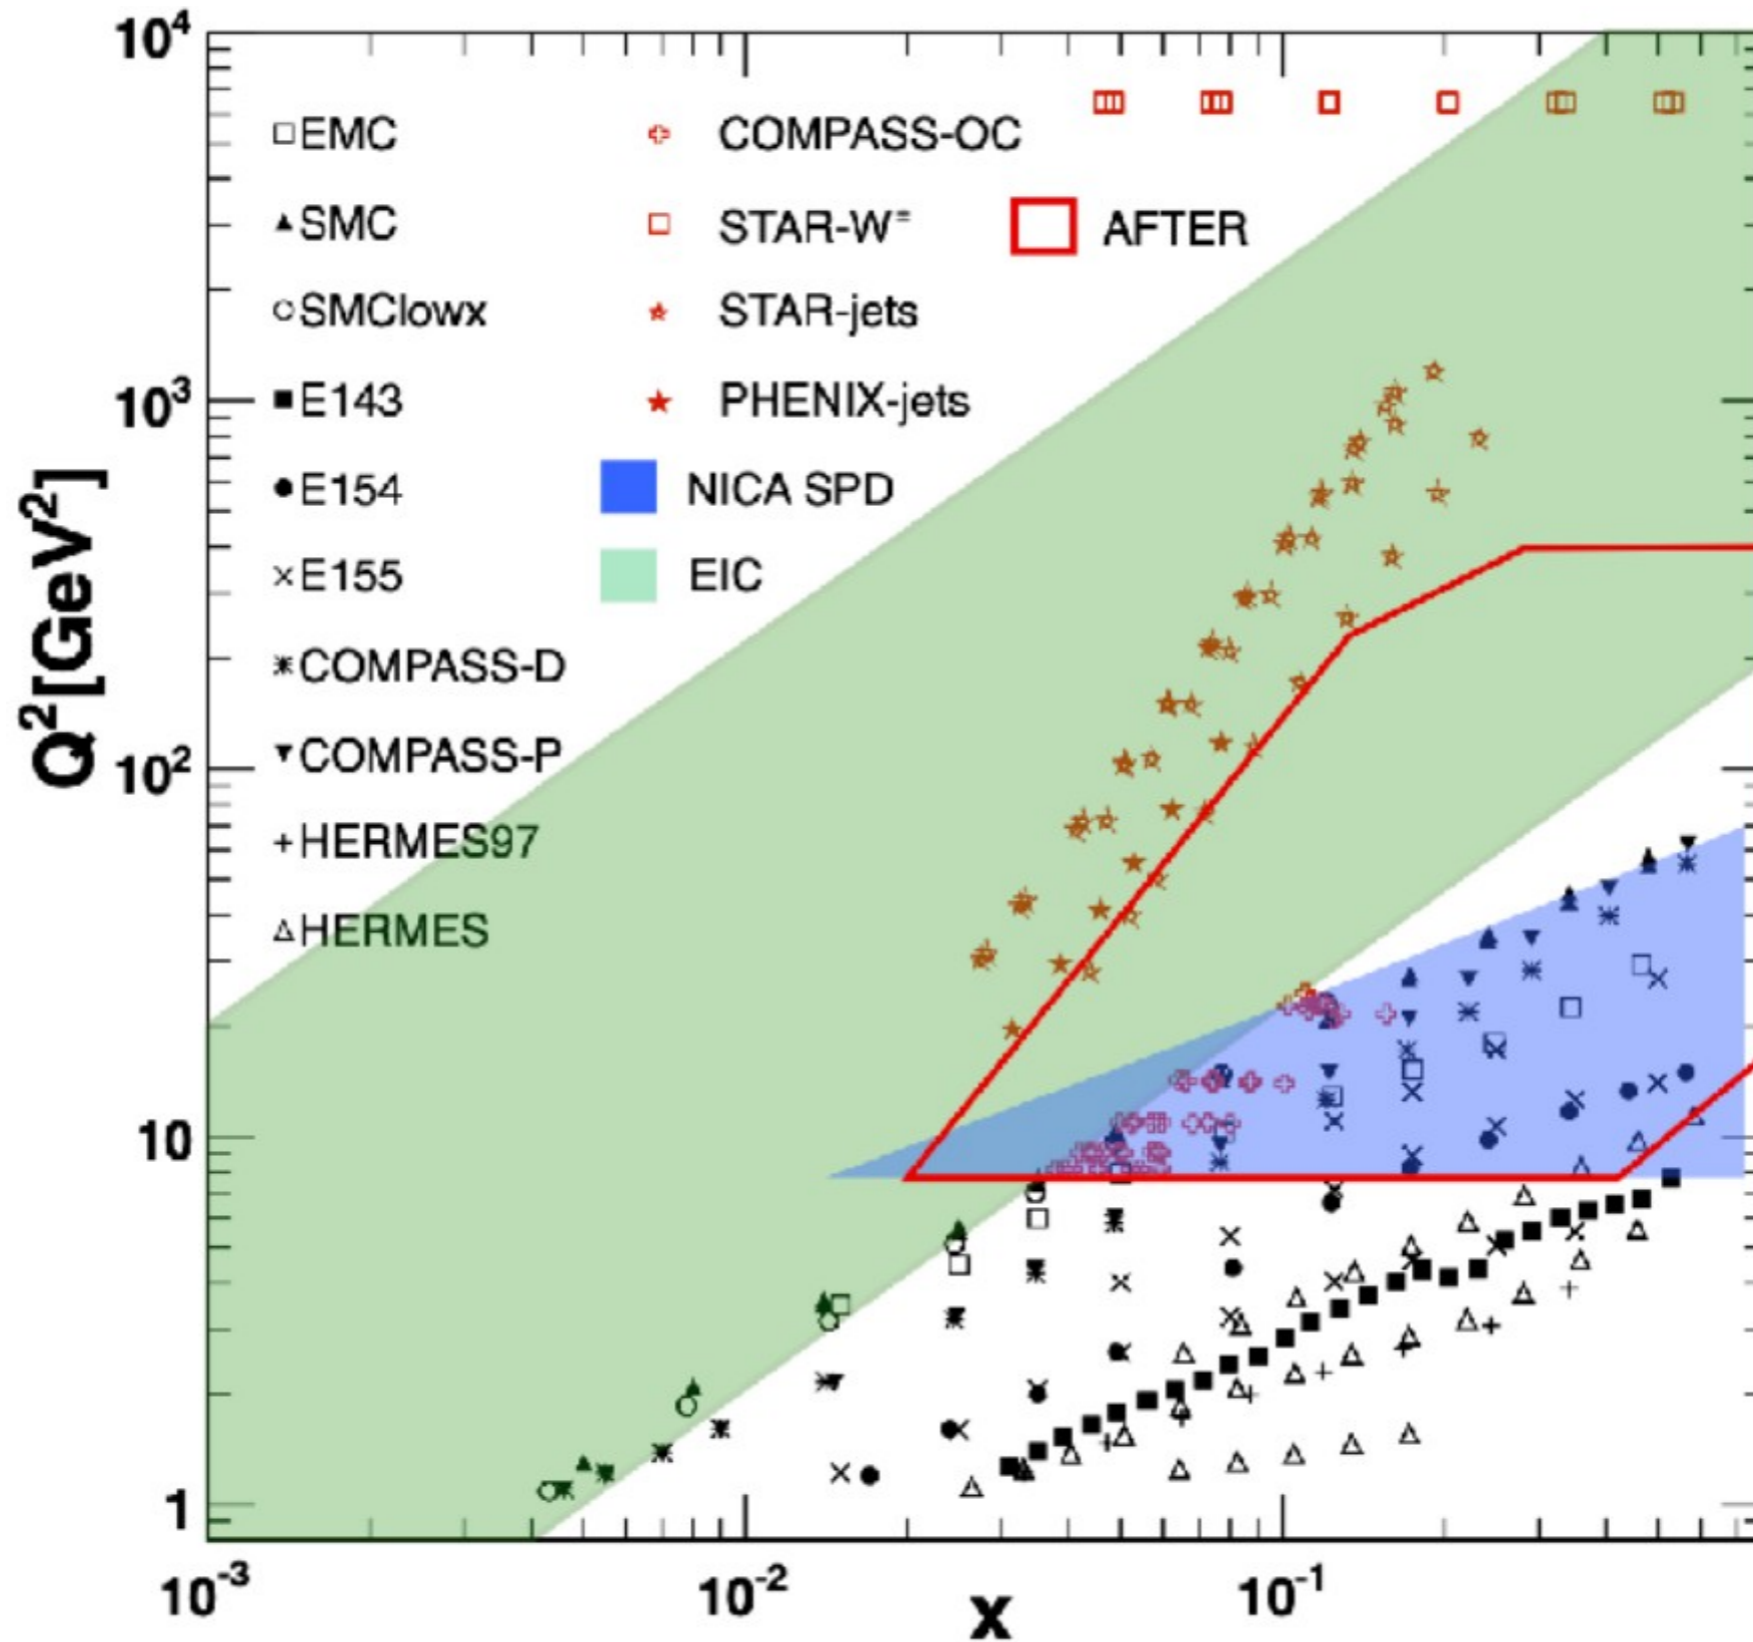 10⁴
10³
10²
10
1
Q²[GeV²]
EMC
SMC
SMClowx
E143
E154
E155
COMPASS-D
COMPASS-P
HERMES97
HERMES
COMPASS-OC
STAR-W⁼
STAR-jets
PHENIX-jets
NICA SPD
EIC
AFTER
10⁻³
10⁻²
10⁻¹
x